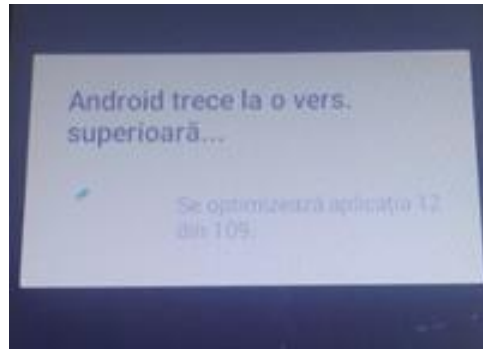 Android trece la o vers.
superioară...
Se optimizează aplicația 12
din 109.